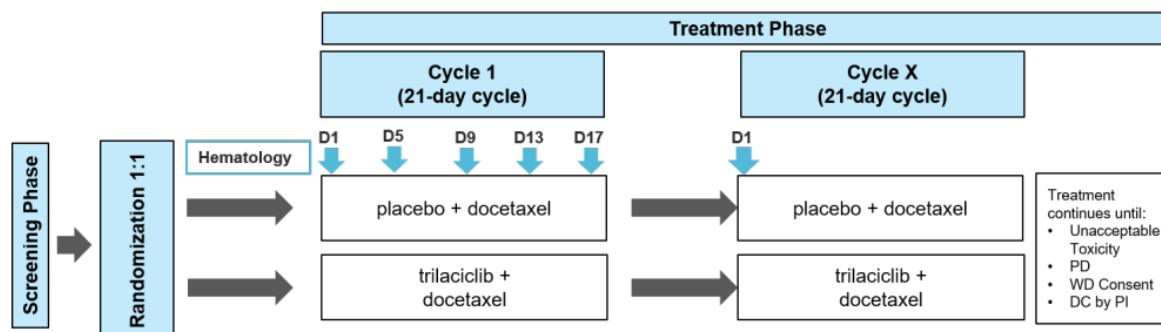 Treatment Phase
Cycle 1
(21-day cycle)
Cycle X
(21-day cycle)
Screening Phase
Randomization 1:1
Hematology
D1
D5
D9
D13
D17
D1
placebo + docetaxel
placebo + docetaxel
trilaciclib +
docetaxel
trilaciclib +
docetaxel
Treatment
continues until:
• Unacceptable
Toxicity
• PD
• WD Consent
• DC by PI